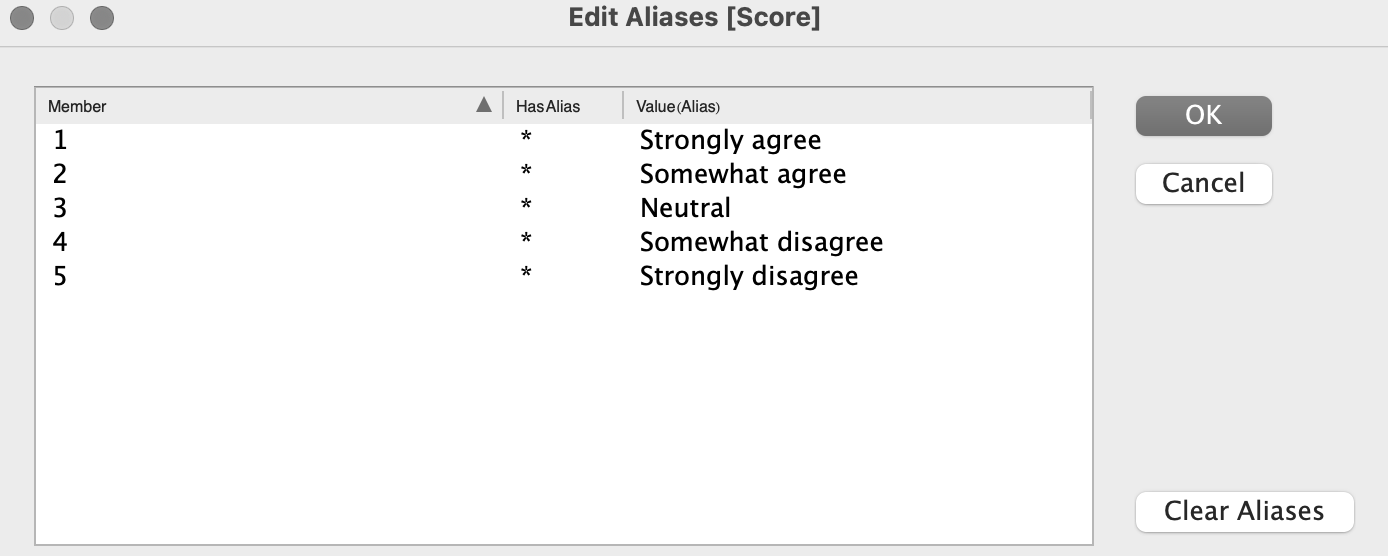 Edit Aliases [Score]
Member ▲ Has Alias Value (Alias)
1 * Strongly agree
2 * Somewhat agree
3 * Neutral
4 * Somewhat disagree
5 * Strongly disagree
OK
Cancel
Clear Aliases